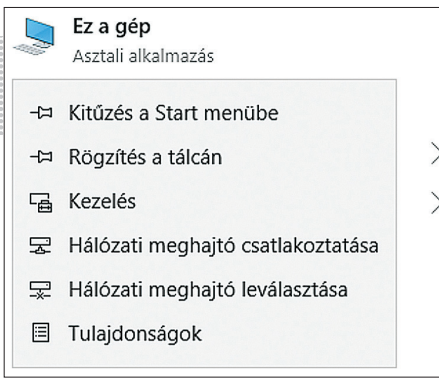 Ez a gép
Asztali alkalmazás
Kitűzés a Start menübe
Rögzítés a tálcán
Kezelés
Hálózati meghajtó csatlakoztatása
Hálózati meghajtó leválasztása
Tulajdonságok